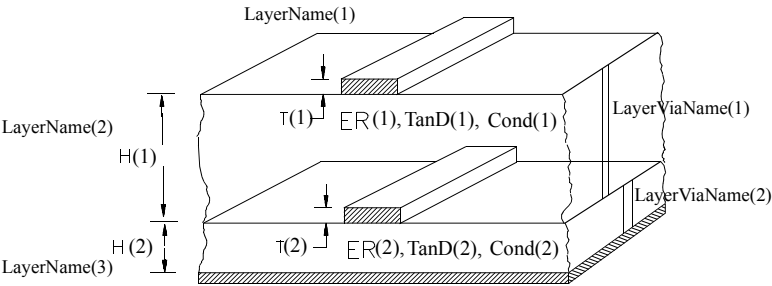 LayerName(1)
T(1)
ER(1), TanD(1), Cond(1)
LayerViaName(1)
LayerName(2)
H(1)
LayerViaName(2)
H(2)
T(2)
ER(2), TanD(2), Cond(2)
LayerName(3)